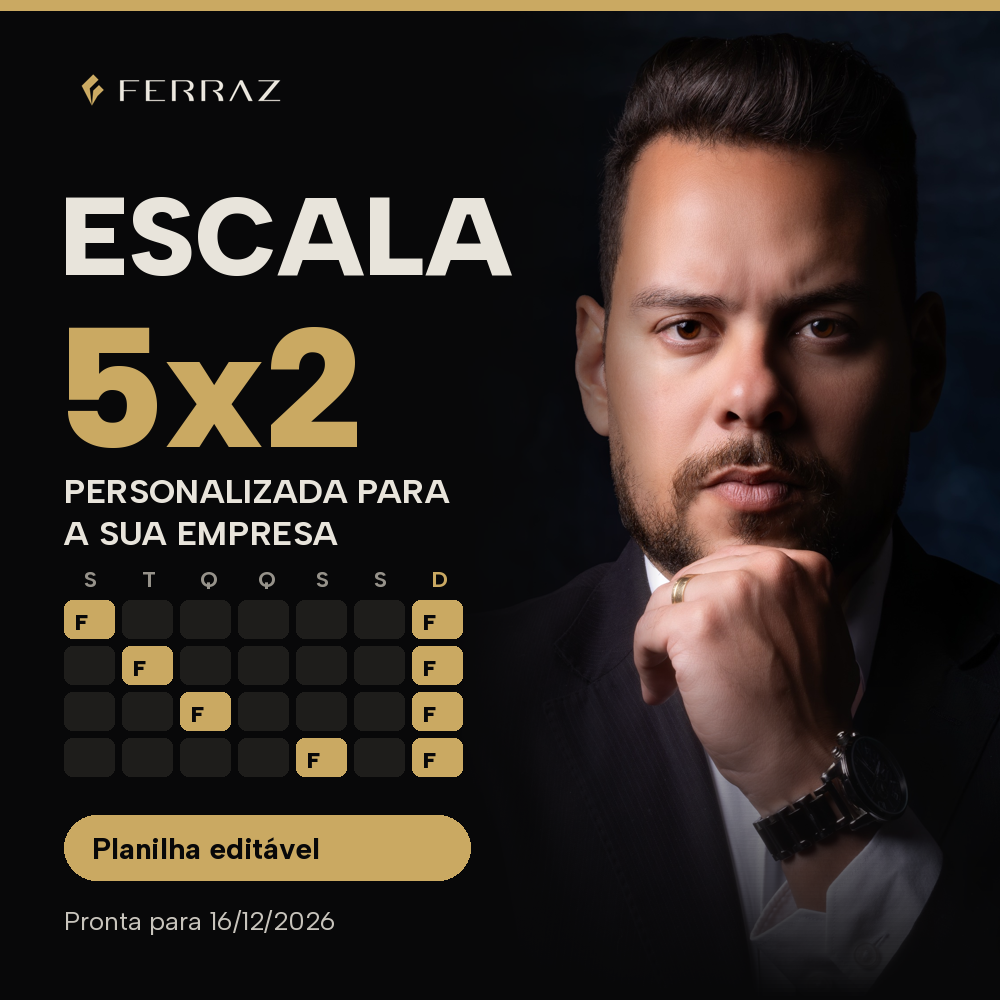 FERRAZ
ESCALA
5x2
PERSONALIZADA PARA
A SUA EMPRESA
S T Q Q S S D
F F
F F
F F
F F
Planilha editável
Pronta para 16/12/2026